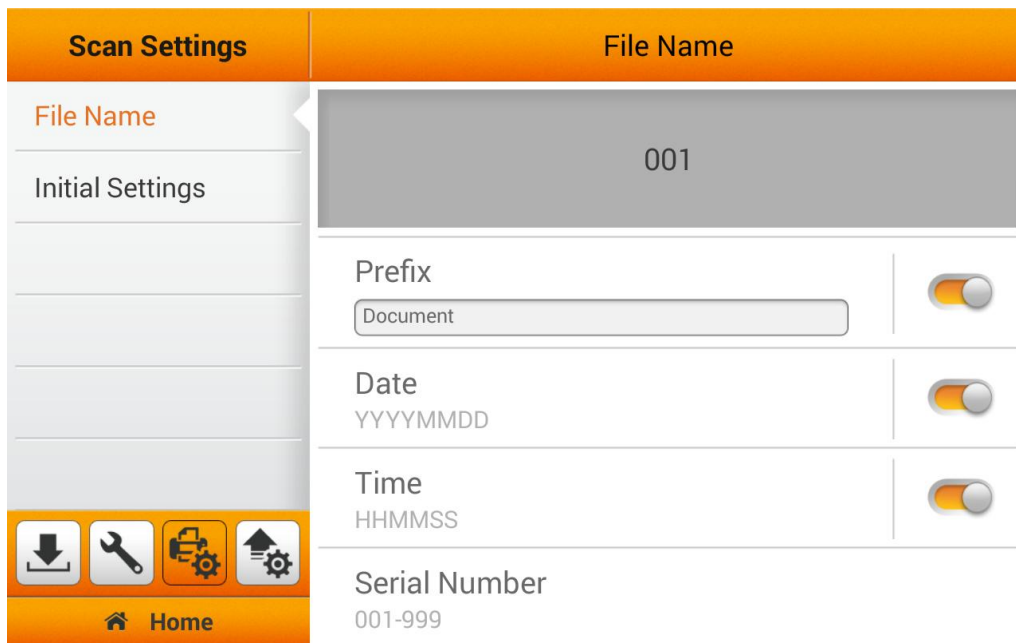 Scan Settings
File Name
File Name
Initial Settings
Home
001
Prefix
Document
Date
YYYYMMDD
Time
HHMMSS
Serial Number
001-999